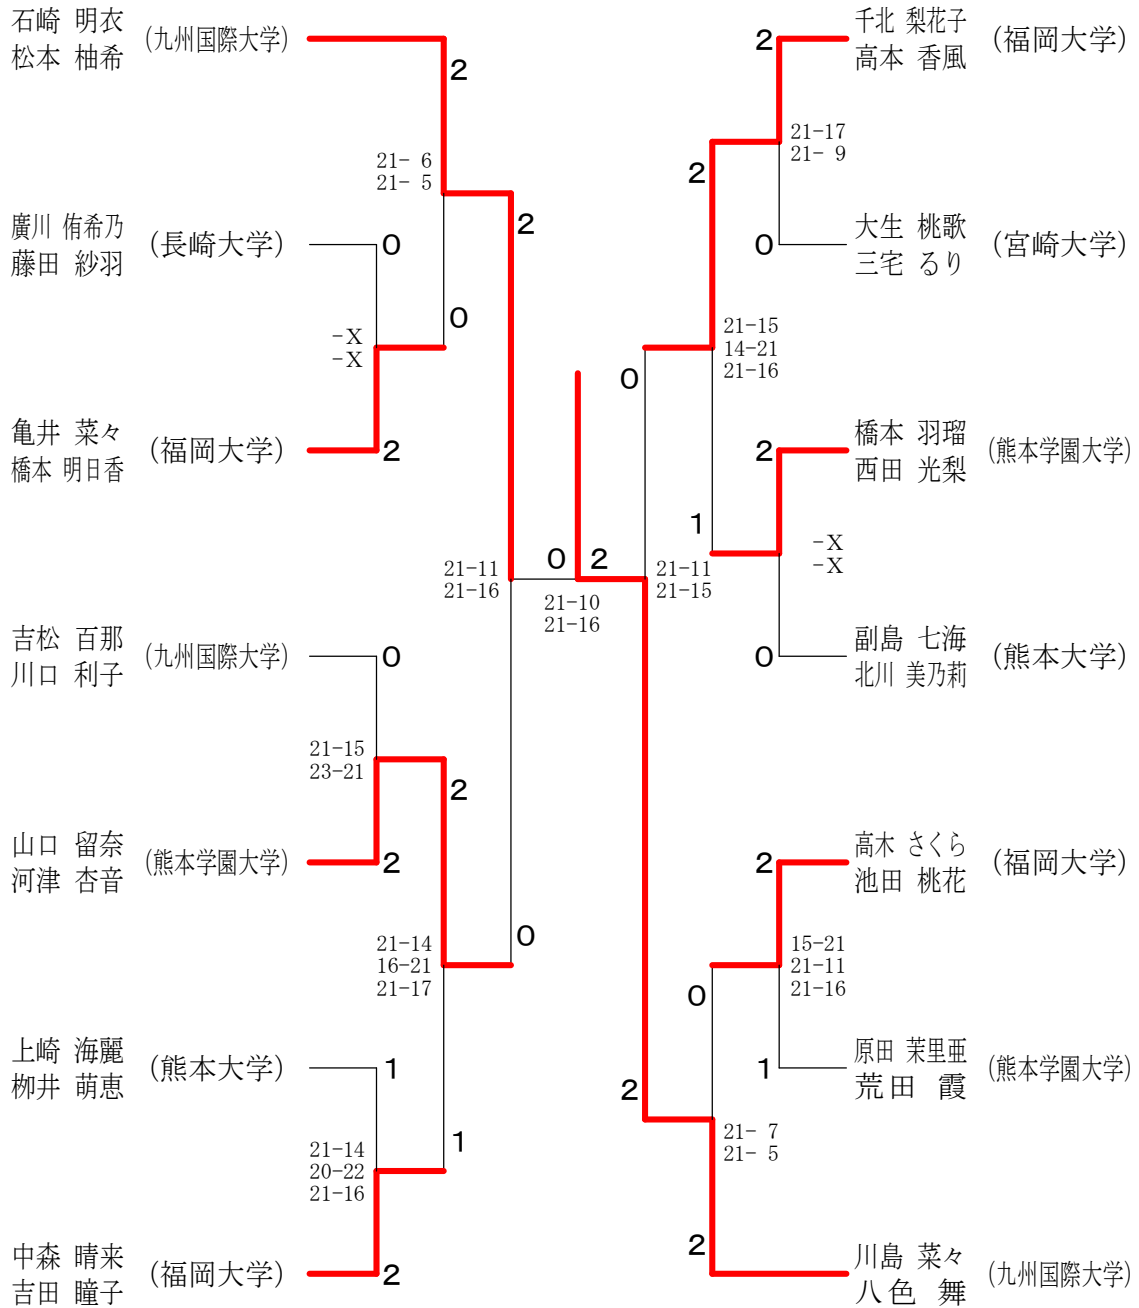 石崎 明衣
松本 柚希
(九州国際大学)
2
21- 6
21- 5
2
廣川 侑希乃
藤田 紗羽
(長崎大学)
0
0
-X
-X
亀井 菜々
橋本 明日香
(福岡大学)
2
21-11
21-16
吉松 百那
川口 利子
(九州国際大学)
0
21-15
23-21
2
山口 留奈
河津 杏音
(熊本学園大学)
2
21-14
16-21
21-17
0
上崎 海麗
栁井 萌恵
(熊本大学)
1
1
21-14
20-22
21-16
中森 晴来
吉田 瞳子
(福岡大学)
2
0
2
21-10
21-16
千北 梨花子
高本 香風
(福岡大学)
2
21-17
21- 9
2
大生 桃歌
三宅 るり
(宮崎大学)
0
21-15
14-21
21-16
0
橋本 羽瑠
西田 光梨
(熊本学園大学)
2
1
-X
-X
21-11
21-15
副島 七海
北川 美乃莉
(熊本大学)
0
高木 さくら
池田 桃花
(福岡大学)
2
15-21
21-11
21-16
0
原田 茉里亜
荒田 霞
(熊本学園大学)
1
2
21- 7
21- 5
川島 菜々
八色 舞
(九州国際大学)
2